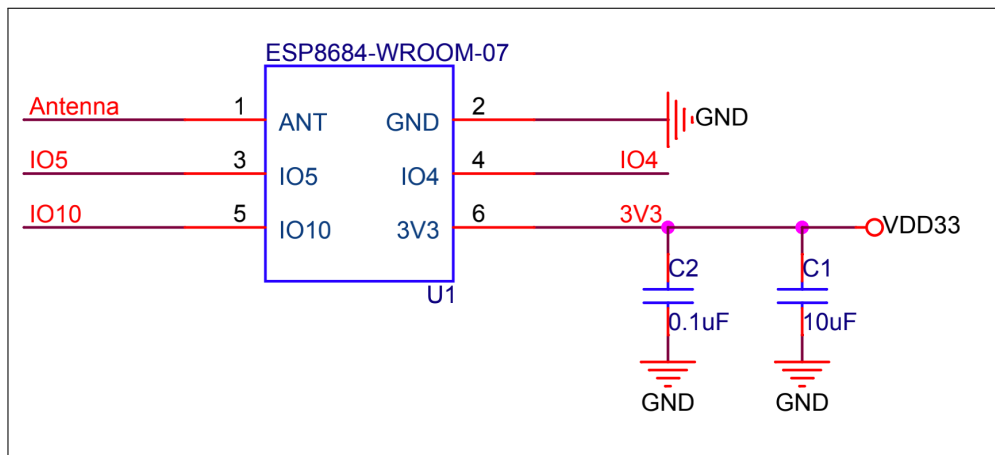 ESP8684-WROOM-07
Antenna 1 ANT GND 2 GND
IO5 3 IO5 IO4 4 IO4
IO10 5 IO10 3V3 6 3V3 VDD33
U1
C2 C1
0.1uF 10uF
GND GND